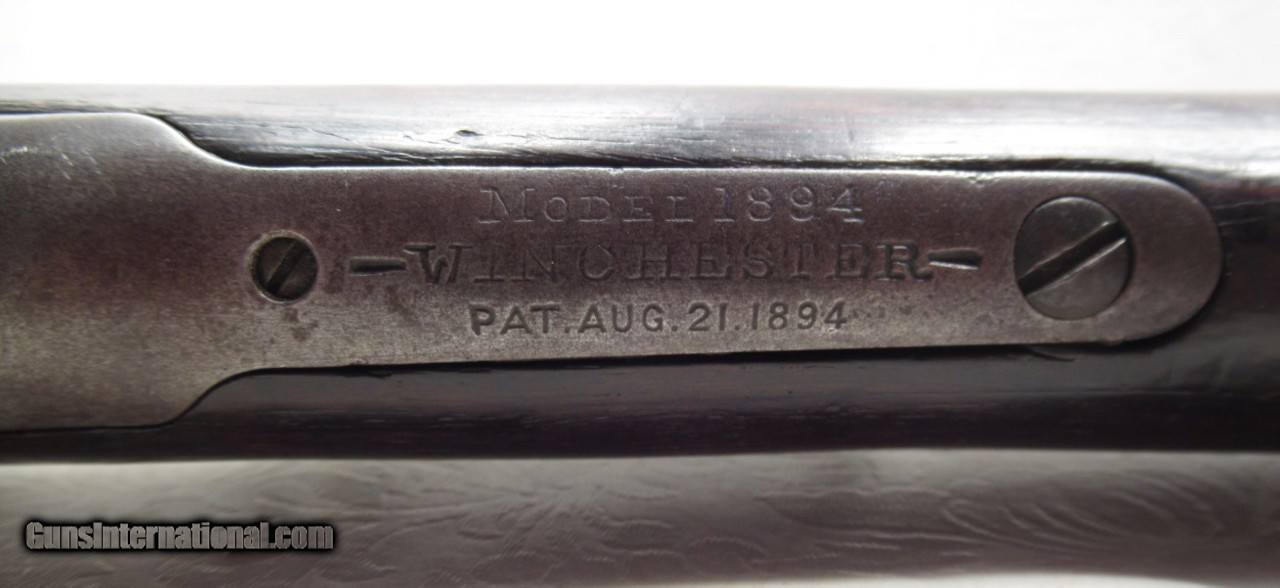 MODEL 1894
WINCHESTER
PAT. AUG. 21. 1894
GunsInternational.com